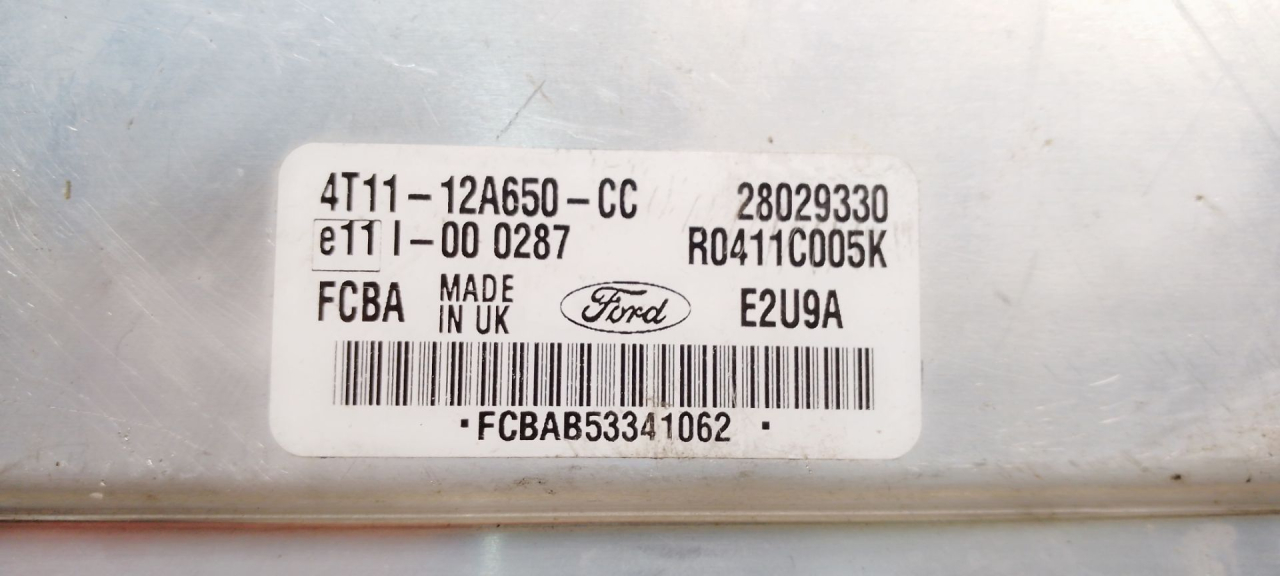 4T11-12A650-CC 28029330
e11 I-00 0287 R0411C005K
FCBA MADE IN UK Ford E2U9A
·FCBAB53341062 ·